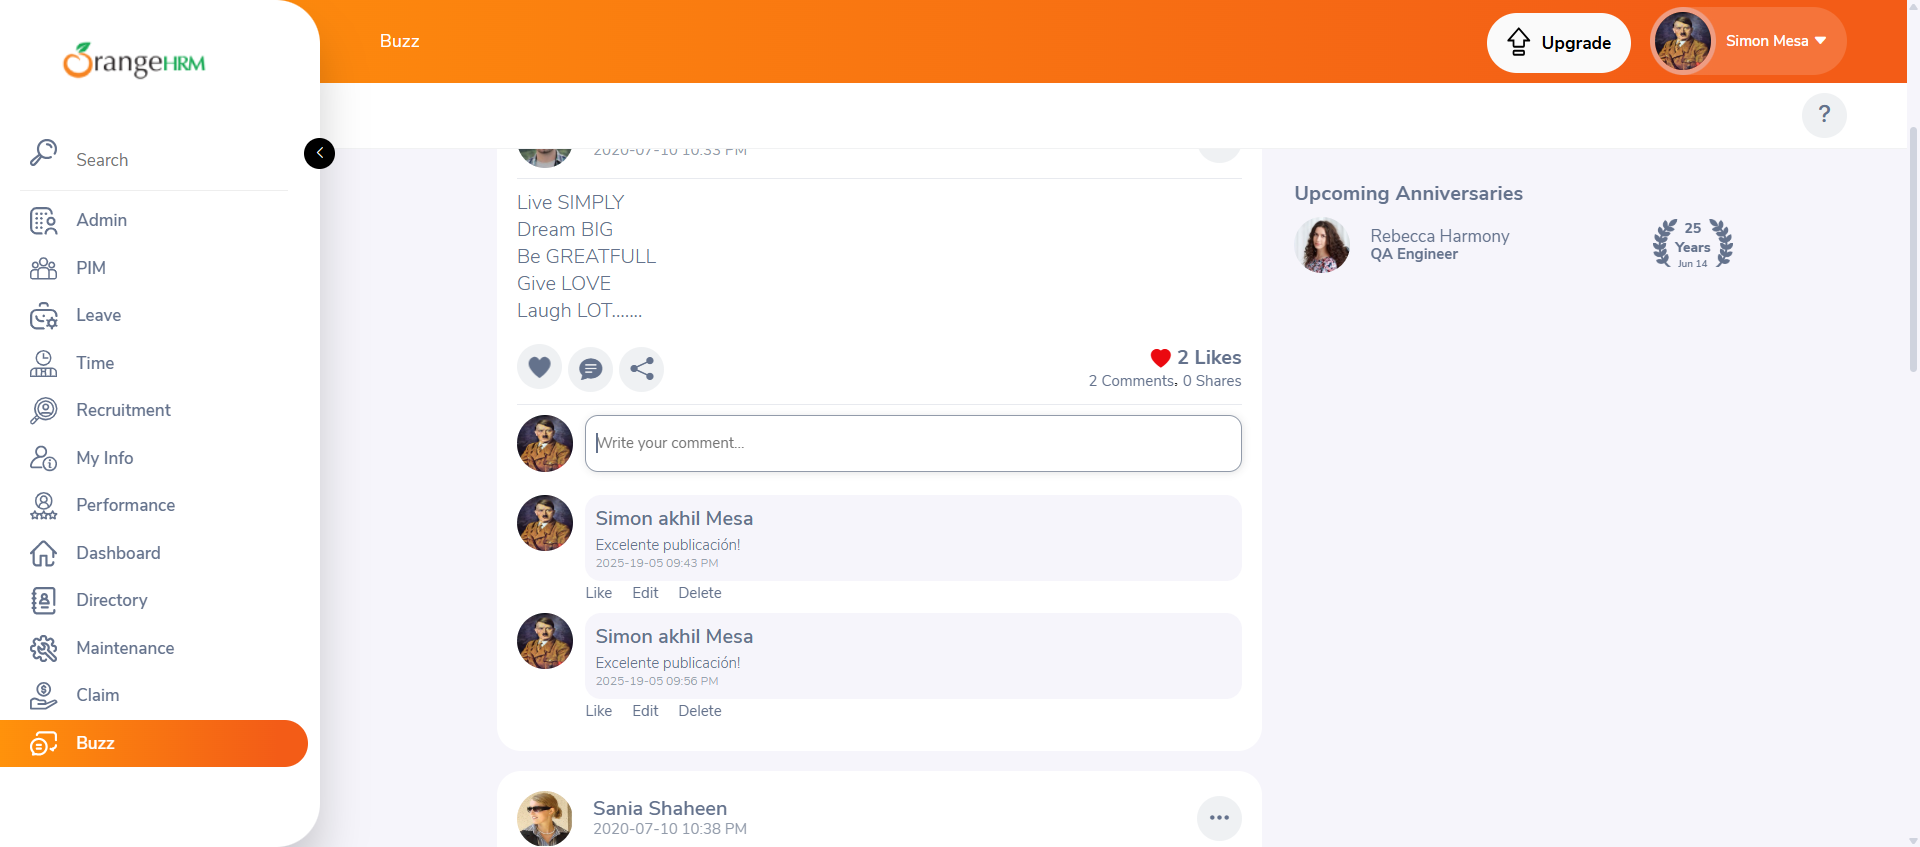 OrangeHRM
Search
Admin
PIM
Leave
Time
Recruitment
My Info
Performance
Dashboard
Directory
Maintenance
Claim
Buzz
Buzz
Upgrade
Simon Mesa
?
2020-07-10 10:33 PM
Live SIMPLY
Dream BIG
Be GREATFULL
Give LOVE
Laugh LOT.......
2 Likes
2 Comments, 0 Shares
Write your comment...
Simon akhil Mesa
Excelente publicación!
2025-19-05 09:43 PM
Like Edit Delete
Simon akhil Mesa
Excelente publicación!
2025-19-05 09:56 PM
Like Edit Delete
Sania Shaheen
2020-07-10 10:38 PM
Upcoming Anniversaries
Rebecca Harmony
QA Engineer
25
Years
Jun 14